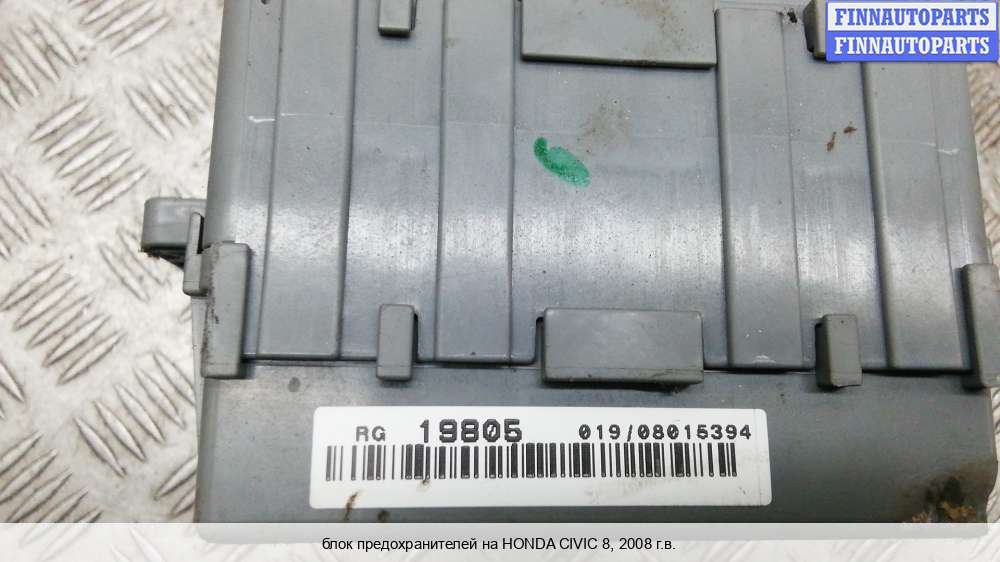 FINNAUTOPARTS
FINNAUTOPARTS
RG 19805 019/08015394
блок предохранителей на HONDA CIVIC 8, 2008 г.в.